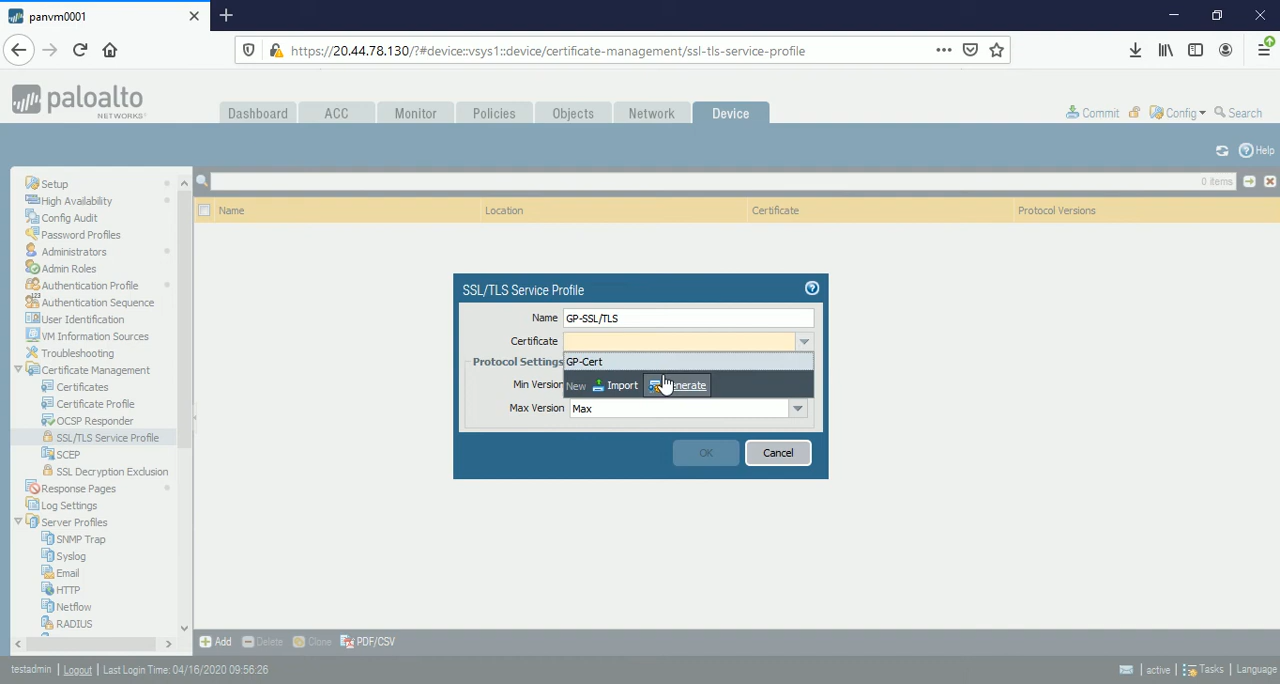 panvm0001
https://20.44.78.130/?#device::vsys1::device/certificate-management/ssl-tls-service-profile
paloalto
NETWORKS
Dashboard ACC Monitor Policies Objects Network Device
Commit Config Search
Help
0 items
Setup
High Availability
Config Audit
Password Profiles
Administrators
Admin Roles
Authentication Profile
Authentication Sequence
User Identification
VM Information Sources
Troubleshooting
Certificate Management
Certificates
Certificate Profile
OCSP Responder
SSL/TLS Service Profile
SCEP
SSL Decryption Exclusion
Response Pages
Log Settings
Server Profiles
SNMP Trap
Syslog
Email
HTTP
Netflow
RADIUS
Name Location Certificate Protocol Versions
SSL/TLS Service Profile
Name GP-SSL/TLS
Certificate
Protocol Settings GP-Cert
Min Version New Import
Max Version Max
OK Cancel
Add Delete Clone PDF/CSV
testadmin | Logout | Last Login Time: 04/16/2020 09:56:26
| active | Tasks | Language